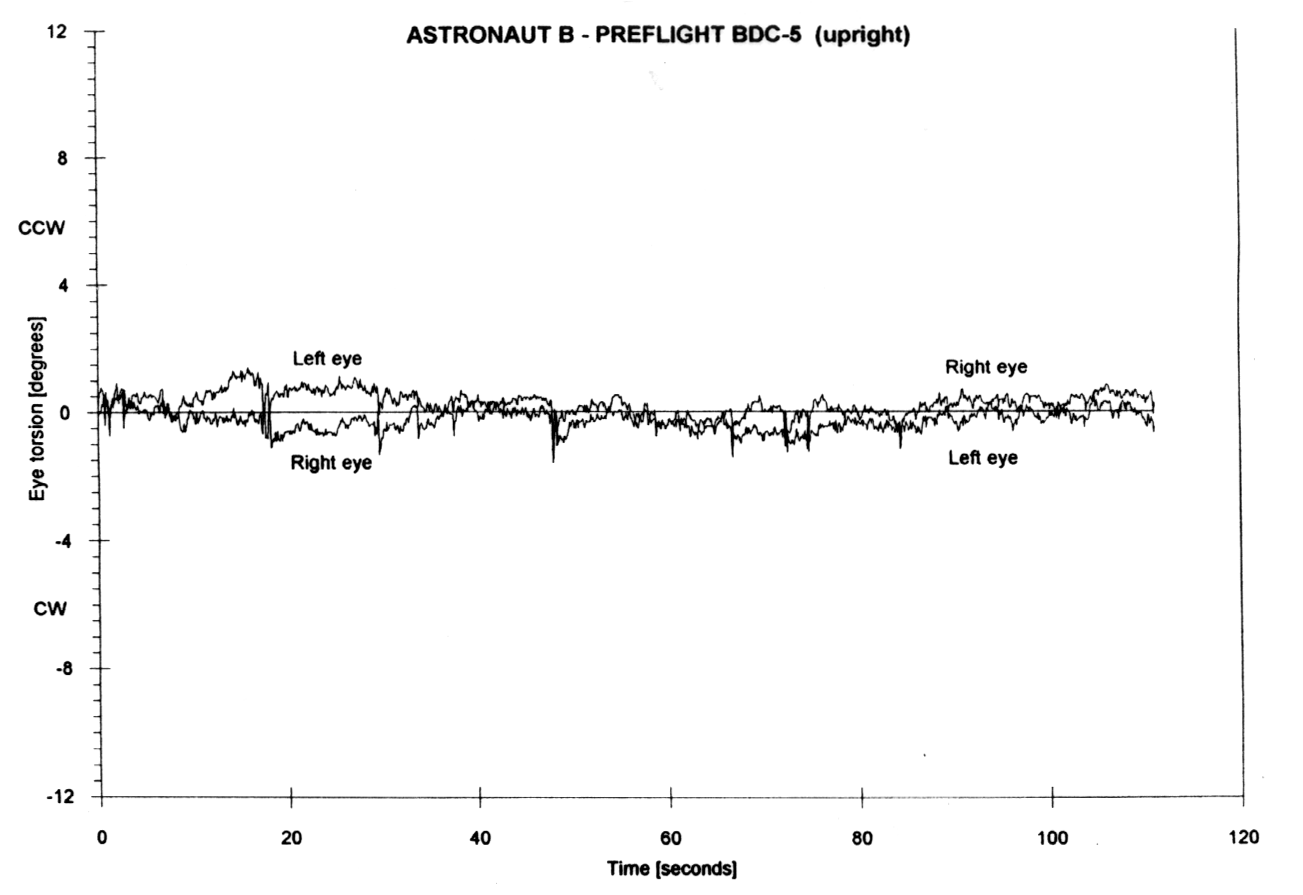 ASTRONAUT B - PREFLIGHT BDC-5 (upright)
12
8
CCW
4
Left eye
Right eye
0
Right eye
Left eye
Eye torsion [degrees]
-4
CW
-8
-12
0 20 40 60 80 100 120
Time [seconds]